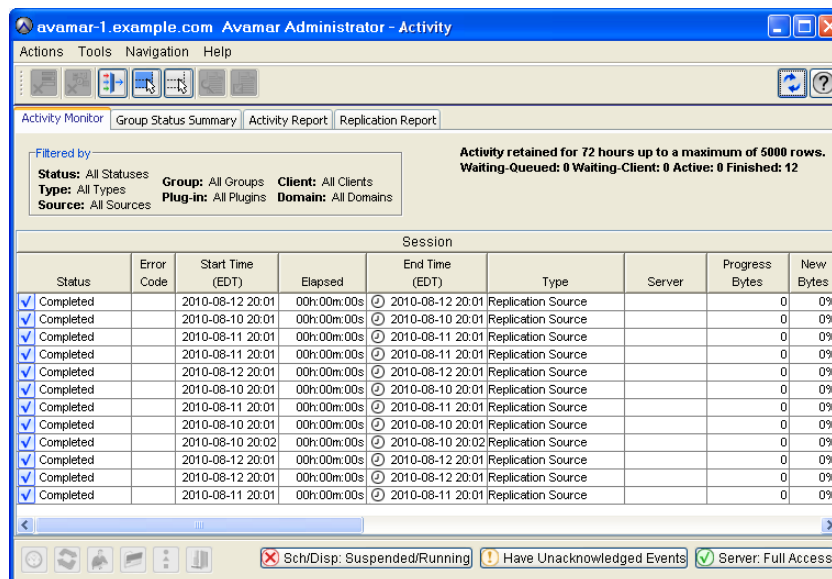 avamar-1.example.com Avamar Administrator - Activity
Actions Tools Navigation Help
Activity Monitor Group Status Summary Activity Report Replication Report
Filtered by
Status: All Statuses
Type: All Types
Source: All Sources
Group: All Groups Client: All Clients
Plug-in: All Plugins Domain: All Domains
Activity retained for 72 hours up to a maximum of 5000 rows.
Waiting-Queued: 0 Waiting-Client: 0 Active: 0 Finished: 12
Session
Status Error Code Start Time (EDT) Elapsed End Time (EDT) Type Server Progress Bytes New Bytes
Completed 2010-08-12 20:01 00h:00m:00s 2010-08-12 20:01 Replication Source 0 0%
Completed 2010-08-10 20:01 00h:00m:00s 2010-08-10 20:01 Replication Source 0 0%
Completed 2010-08-11 20:01 00h:00m:00s 2010-08-11 20:01 Replication Source 0 0%
Completed 2010-08-11 20:01 00h:00m:00s 2010-08-11 20:01 Replication Source 0 0%
Completed 2010-08-12 20:01 00h:00m:00s 2010-08-12 20:01 Replication Source 0 0%
Completed 2010-08-10 20:01 00h:00m:00s 2010-08-10 20:01 Replication Source 0 0%
Completed 2010-08-11 20:01 00h:00m:00s 2010-08-11 20:01 Replication Source 0 0%
Completed 2010-08-10 20:01 00h:00m:00s 2010-08-10 20:01 Replication Source 0 0%
Completed 2010-08-10 20:02 00h:00m:00s 2010-08-10 20:02 Replication Source 0 0%
Completed 2010-08-12 20:01 00h:00m:00s 2010-08-12 20:01 Replication Source 0 0%
Completed 2010-08-12 20:01 00h:00m:00s 2010-08-12 20:01 Replication Source 0 0%
Completed 2010-08-11 20:01 00h:00m:00s 2010-08-11 20:01 Replication Source 0 0%
Sch/Disp: Suspended/Running Have Unacknowledged Events Server: Full Access